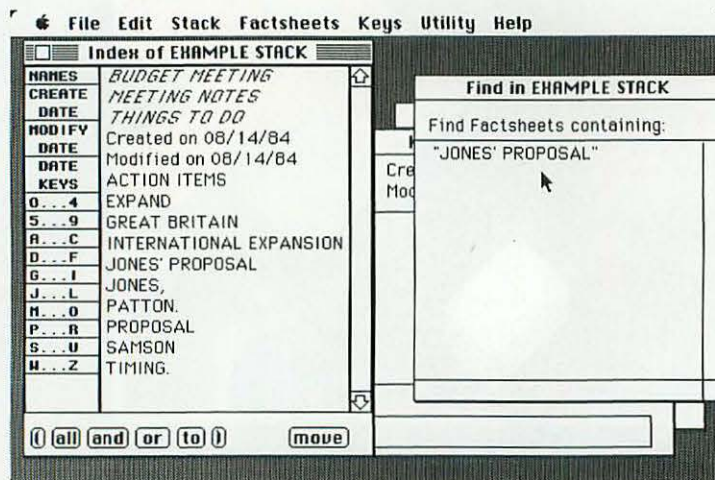 File Edit Stack Factsheets Keys Utility Help
Index of EXAMPLE STACK
NAMES
CREATE
DATE
MODIFY
DATE
DATE
KEYS
0...4
5...9
A...C
D...F
G...I
J...L
M...O
P...R
S...U
W...Z
BUDGET MEETING
MEETING NOTES
THINGS TO DO
Created on 08/14/84
Modified on 08/14/84
ACTION ITEMS
EXPAND
GREAT BRITAIN
INTERNATIONAL EXPANSION
JONES' PROPOSAL
JONES,
PATTON.
PROPOSAL
SAMSON
TIMING.
( all and or to ) move
Cre
Mod
Find in EXAMPLE STACK
Find Factsheets containing:
"JONES' PROPOSAL"